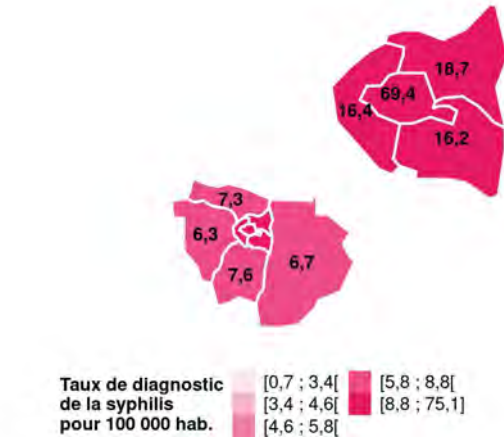 18,7
69,4
16,4
16,2
7,3
6,3
6,7
7,6
Taux de diagnostic
de la syphilis
pour 100 000 hab.
[0,7 ; 3,4[
[3,4 ; 4,6[
[4,6 ; 5,8[
[5,8 ; 8,8[
[8,8 ; 75,1]